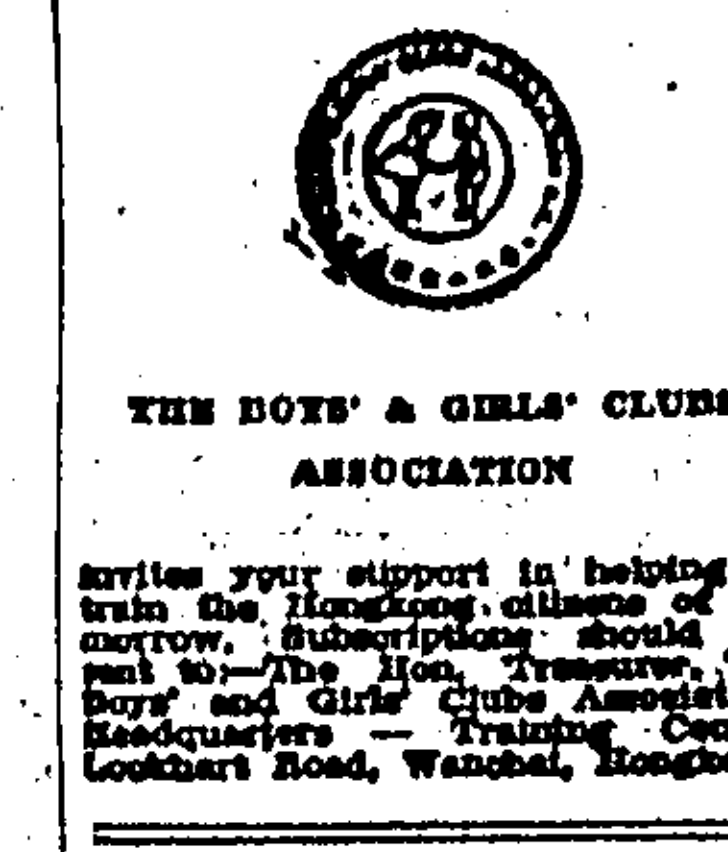 THE BOYS' & GIRLS' CLUBS
ASSOCIATION
invites your support in helping
train the Hongkong citizens of
morrow. Subscriptions should
sent to:—The Hon. Treasurer,
Boys' and Girls' Clubs Associat
Headquarters — Training Cen
Lockhart Road, Wanchai, Hongko